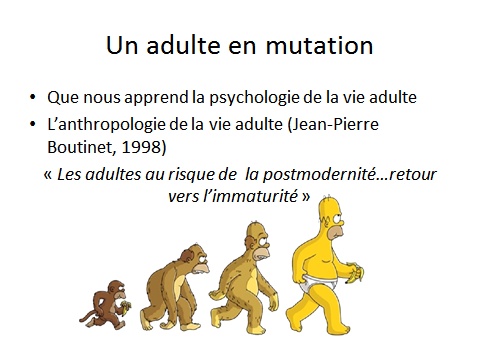 Un adulte en mutation
• Que nous apprend la psychologie de la vie adulte
• L'anthropologie de la vie adulte (Jean-Pierre
Boutinet, 1998)
« Les adultes au risque de la postmodernité...retour
vers l'immaturité »